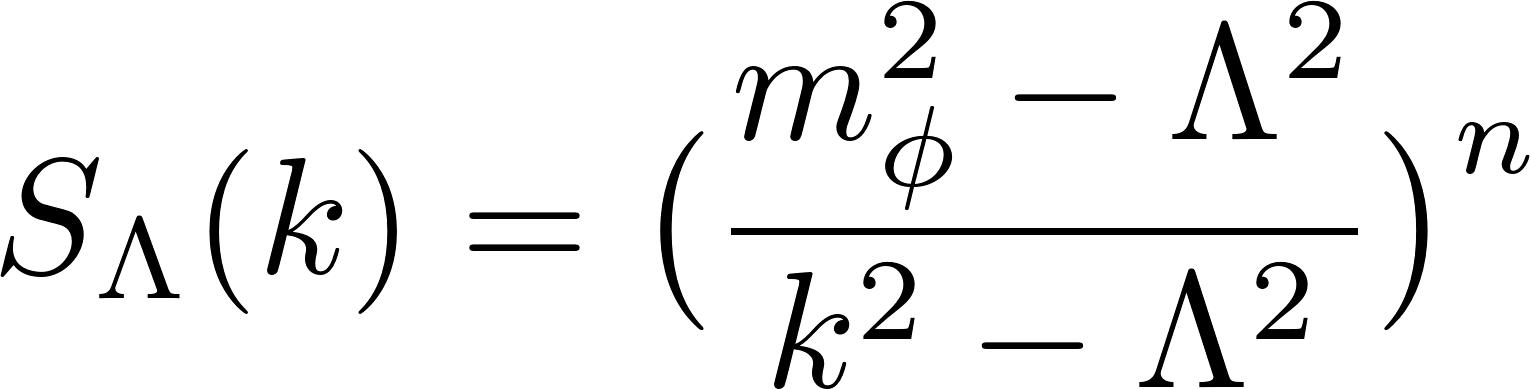 $S_{\Lambda}(k) = (\frac{m_{\phi}^{2} - \Lambda^{2}}{k^{2} - \Lambda^{2}})^{n}$